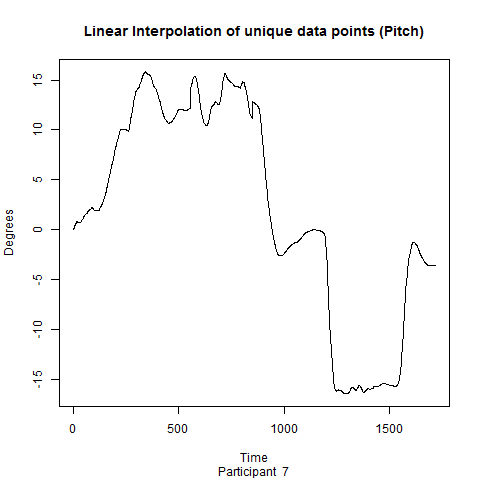 Linear Interpolation of unique data points (Pitch)
Degrees
15
10
5
0
-5
-10
-15
0 500 1000 1500
Time
Participant 7